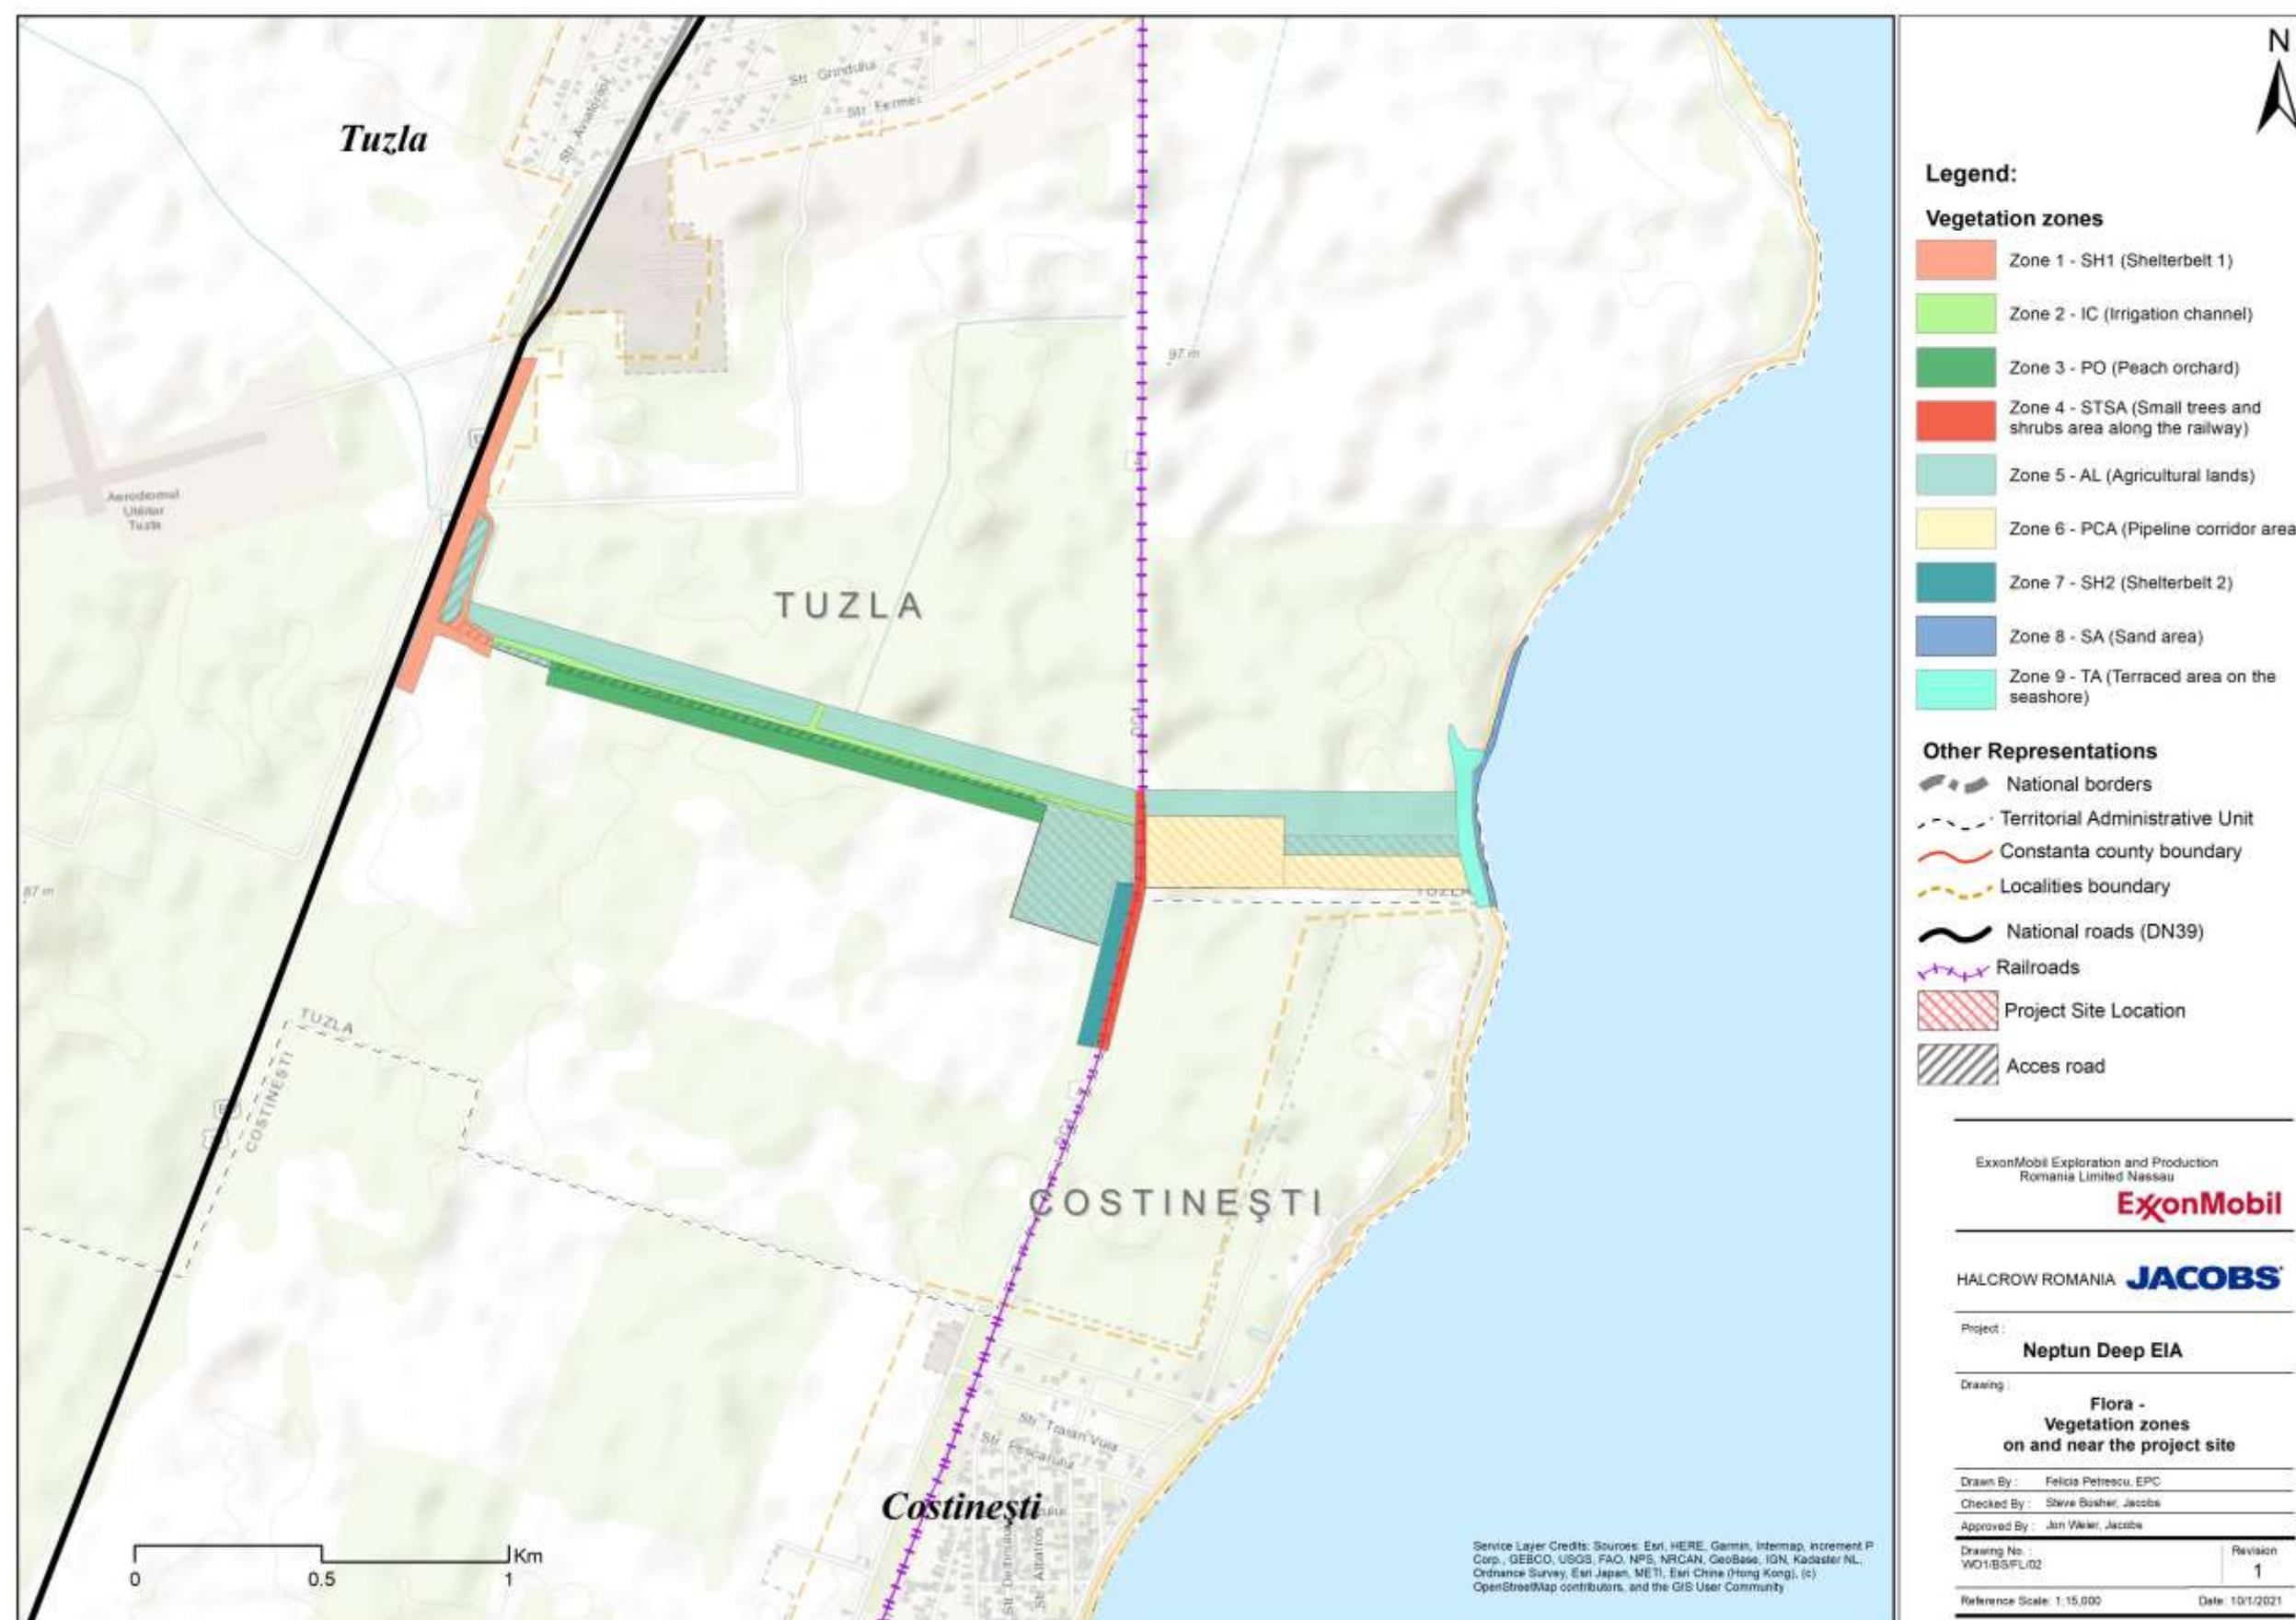 Tuzla
Str Aviatorilor
Str Grindului
Str Fermei
97 m
Aerodromul
Utilitar
Tuzla
TUZLA
DC4
TUZLA
87 m
TUZLA
COSTINEȘTI
DC4
COSTINEŞTI
Str Traian Vuia
Str Pescarului
Costinești
Str Albatros
0
0.5
1
Km
Service Layer Credits: Sources: Esri, HERE, Garmin, Intermap, increment P
Corp., GEBCO, USGS, FAO, NPS, NRCAN, GeoBase, IGN, Kadaster NL,
Ordnance Survey, Esri Japan, METI, Esri China (Hong Kong), (c)
OpenStreetMap contributors, and the GIS User Community
N
Legend:
Vegetation zones
Zone 1 - SH1 (Shelterbelt 1)
Zone 2 - IC (Irrigation channel)
Zone 3 - PO (Peach orchard)
Zone 4 - STSA (Small trees and
shrubs area along the railway)
Zone 5 - AL (Agricultural lands)
Zone 6 - PCA (Pipeline corridor area
Zone 7 - SH2 (Shelterbelt 2)
Zone 8 - SA (Sand area)
Zone 9 - TA (Terraced area on the
seashore)
Other Representations
National borders
Territorial Administrative Unit
Constanta county boundary
Localities boundary
National roads (DN39)
Railroads
Project Site Location
Acces road
ExxonMobil Exploration and Production
Romania Limited Nassau
ExxonMobil
HALCROW ROMANIA JACOBS
Project :
Neptun Deep EIA
Drawing :
Flora -
Vegetation zones
on and near the project site
Drawn By : Felicia Petrescu, EPC
Checked By : Steve Bosher, Jacobs
Approved By : Jon Weier, Jacobs
Drawing No. :
WO1/BS/FL/02
Revision
1
Reference Scale: 1:15,000
Date: 10/1/2021